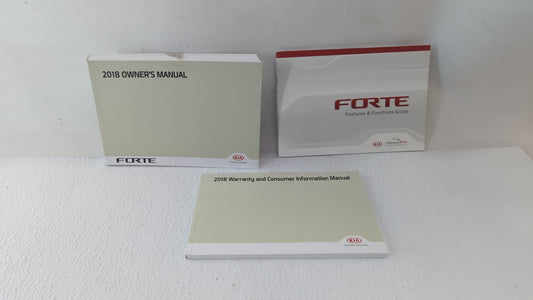 2018 OWNER'S MANUAL
FORTE
KIA
FORTE
Features & Functions Guide
KIA
2018 Warranty and Consumer Information Manual
KIA